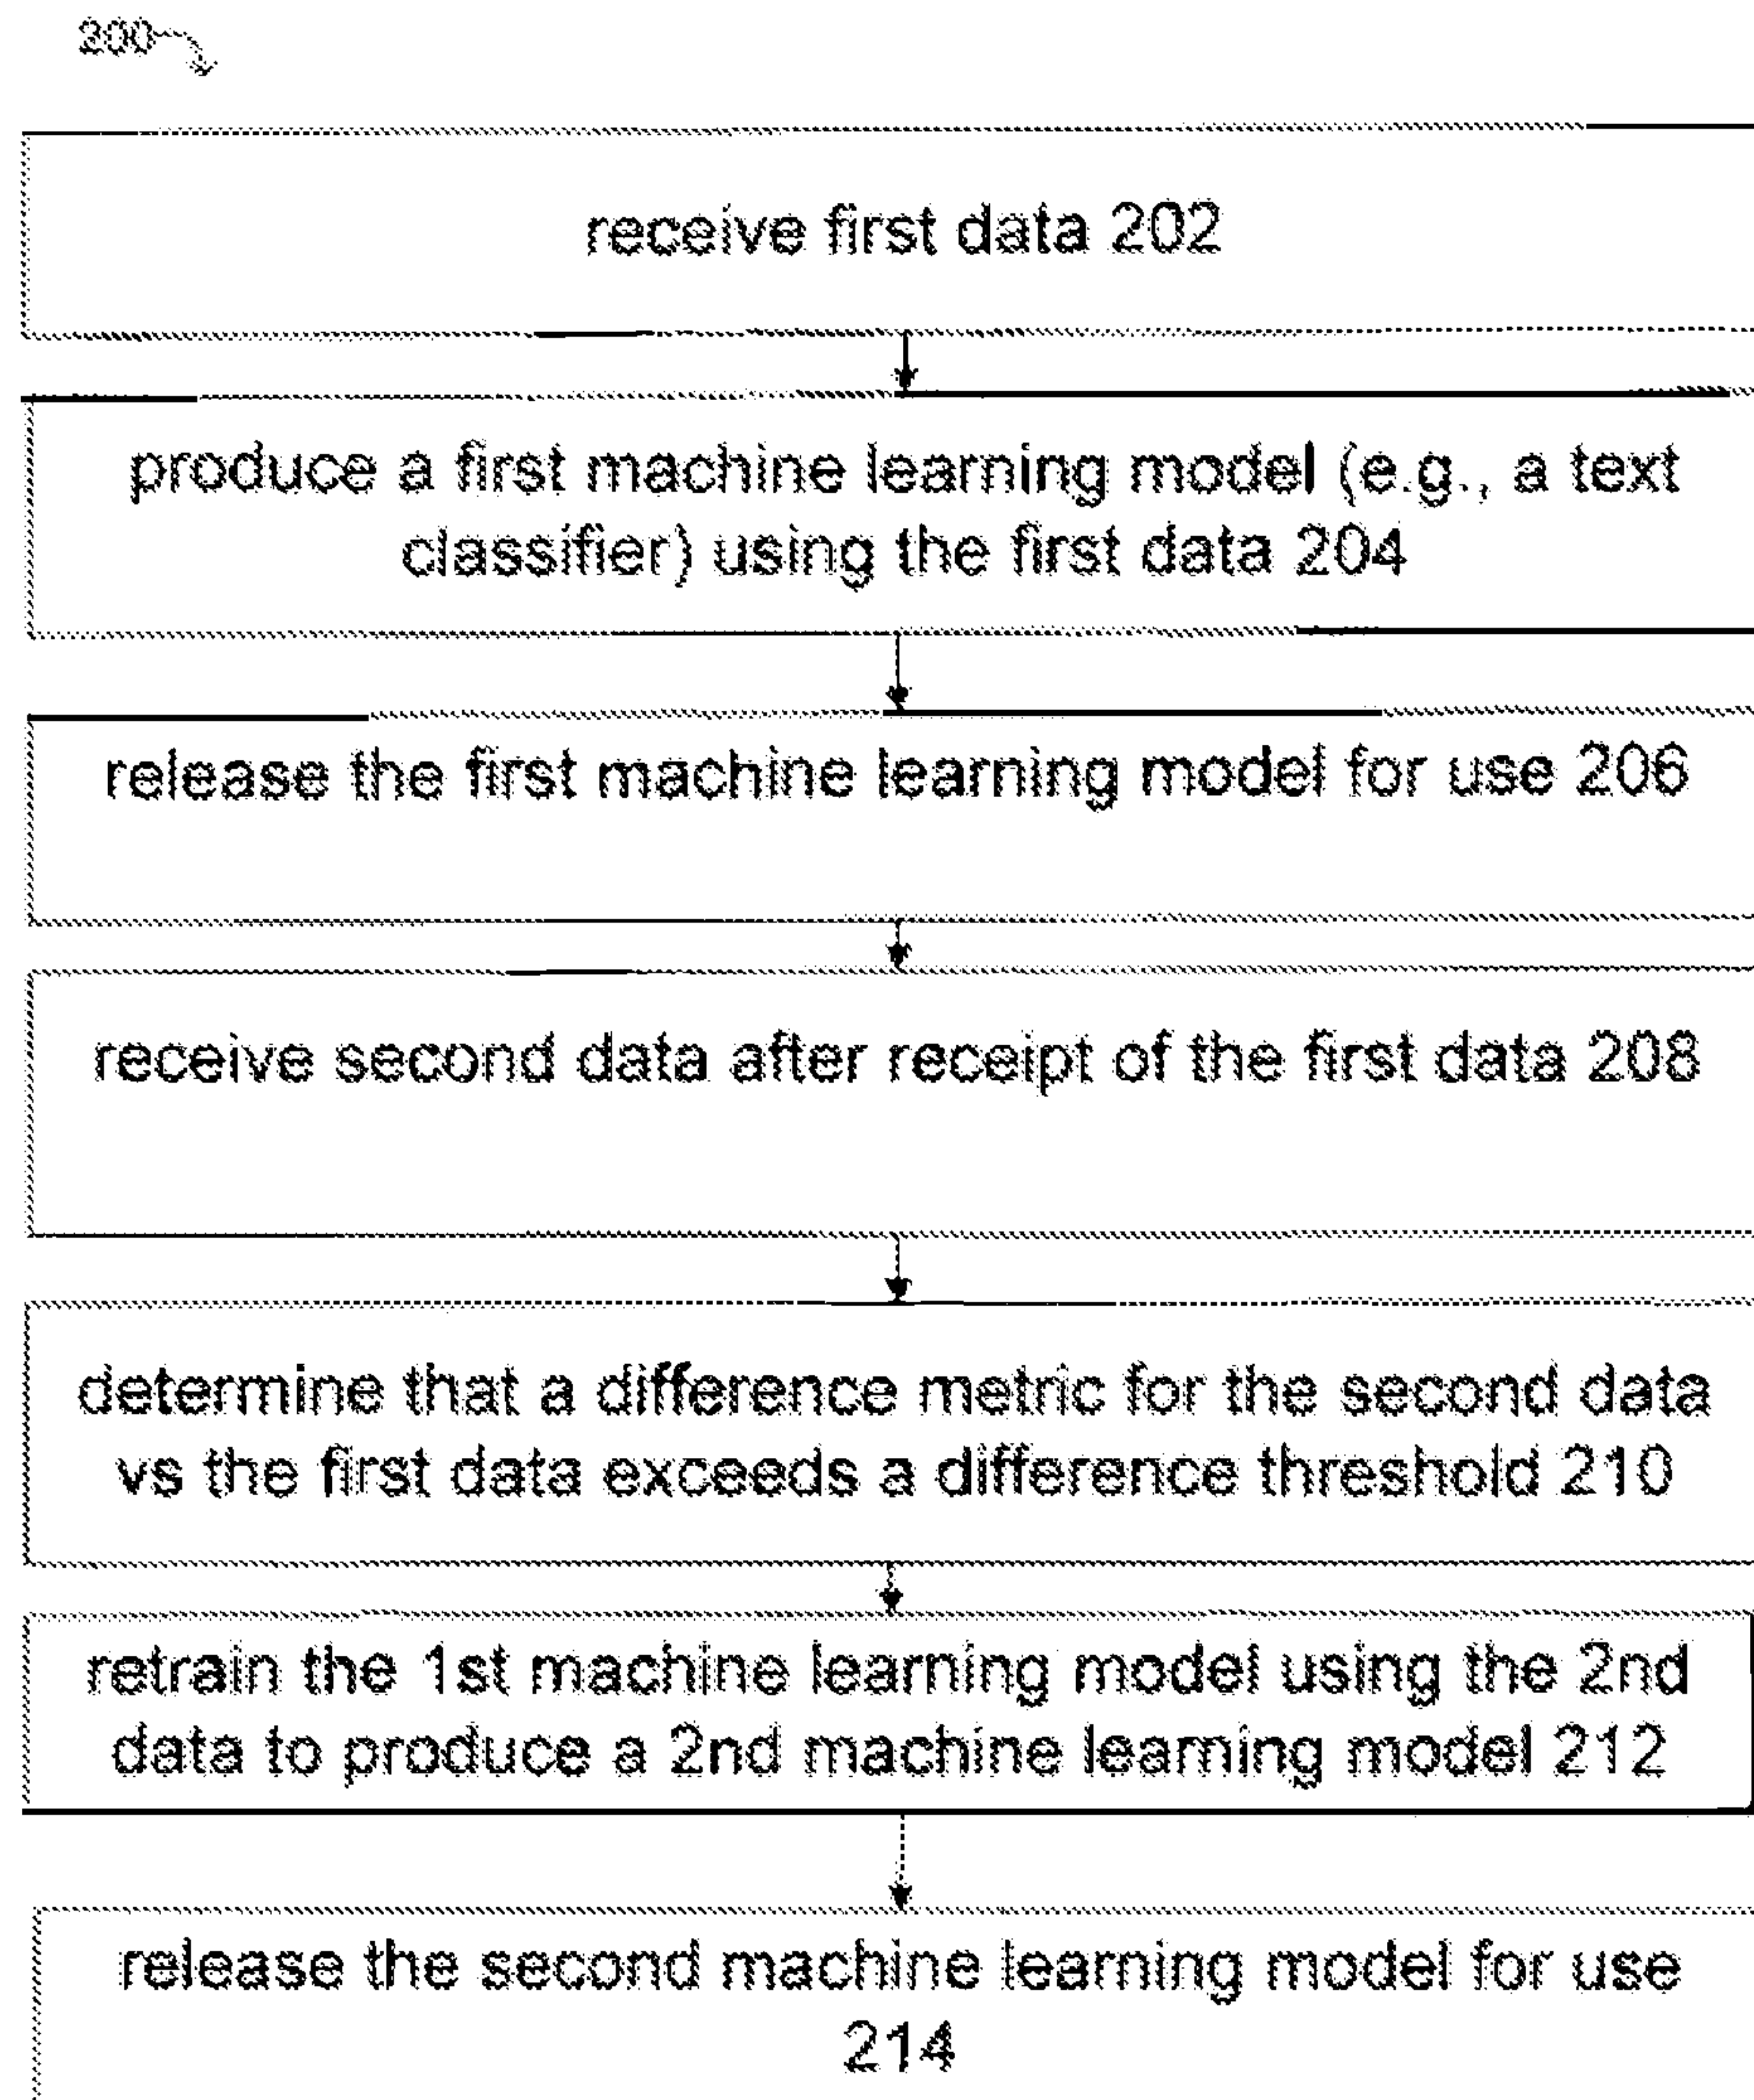 200
receive first data 202
produce a first machine learning model (e.g., a text
classifier) using the first data 204
release the first machine learning model for use 206
receive second data after receipt of the first data 208
determine that a difference metric for the second data
vs the first data exceeds a difference threshold 210
retrain the 1st machine learning model using the 2nd
data to produce a 2nd machine learning model 212
release the second machine learning model for use
214